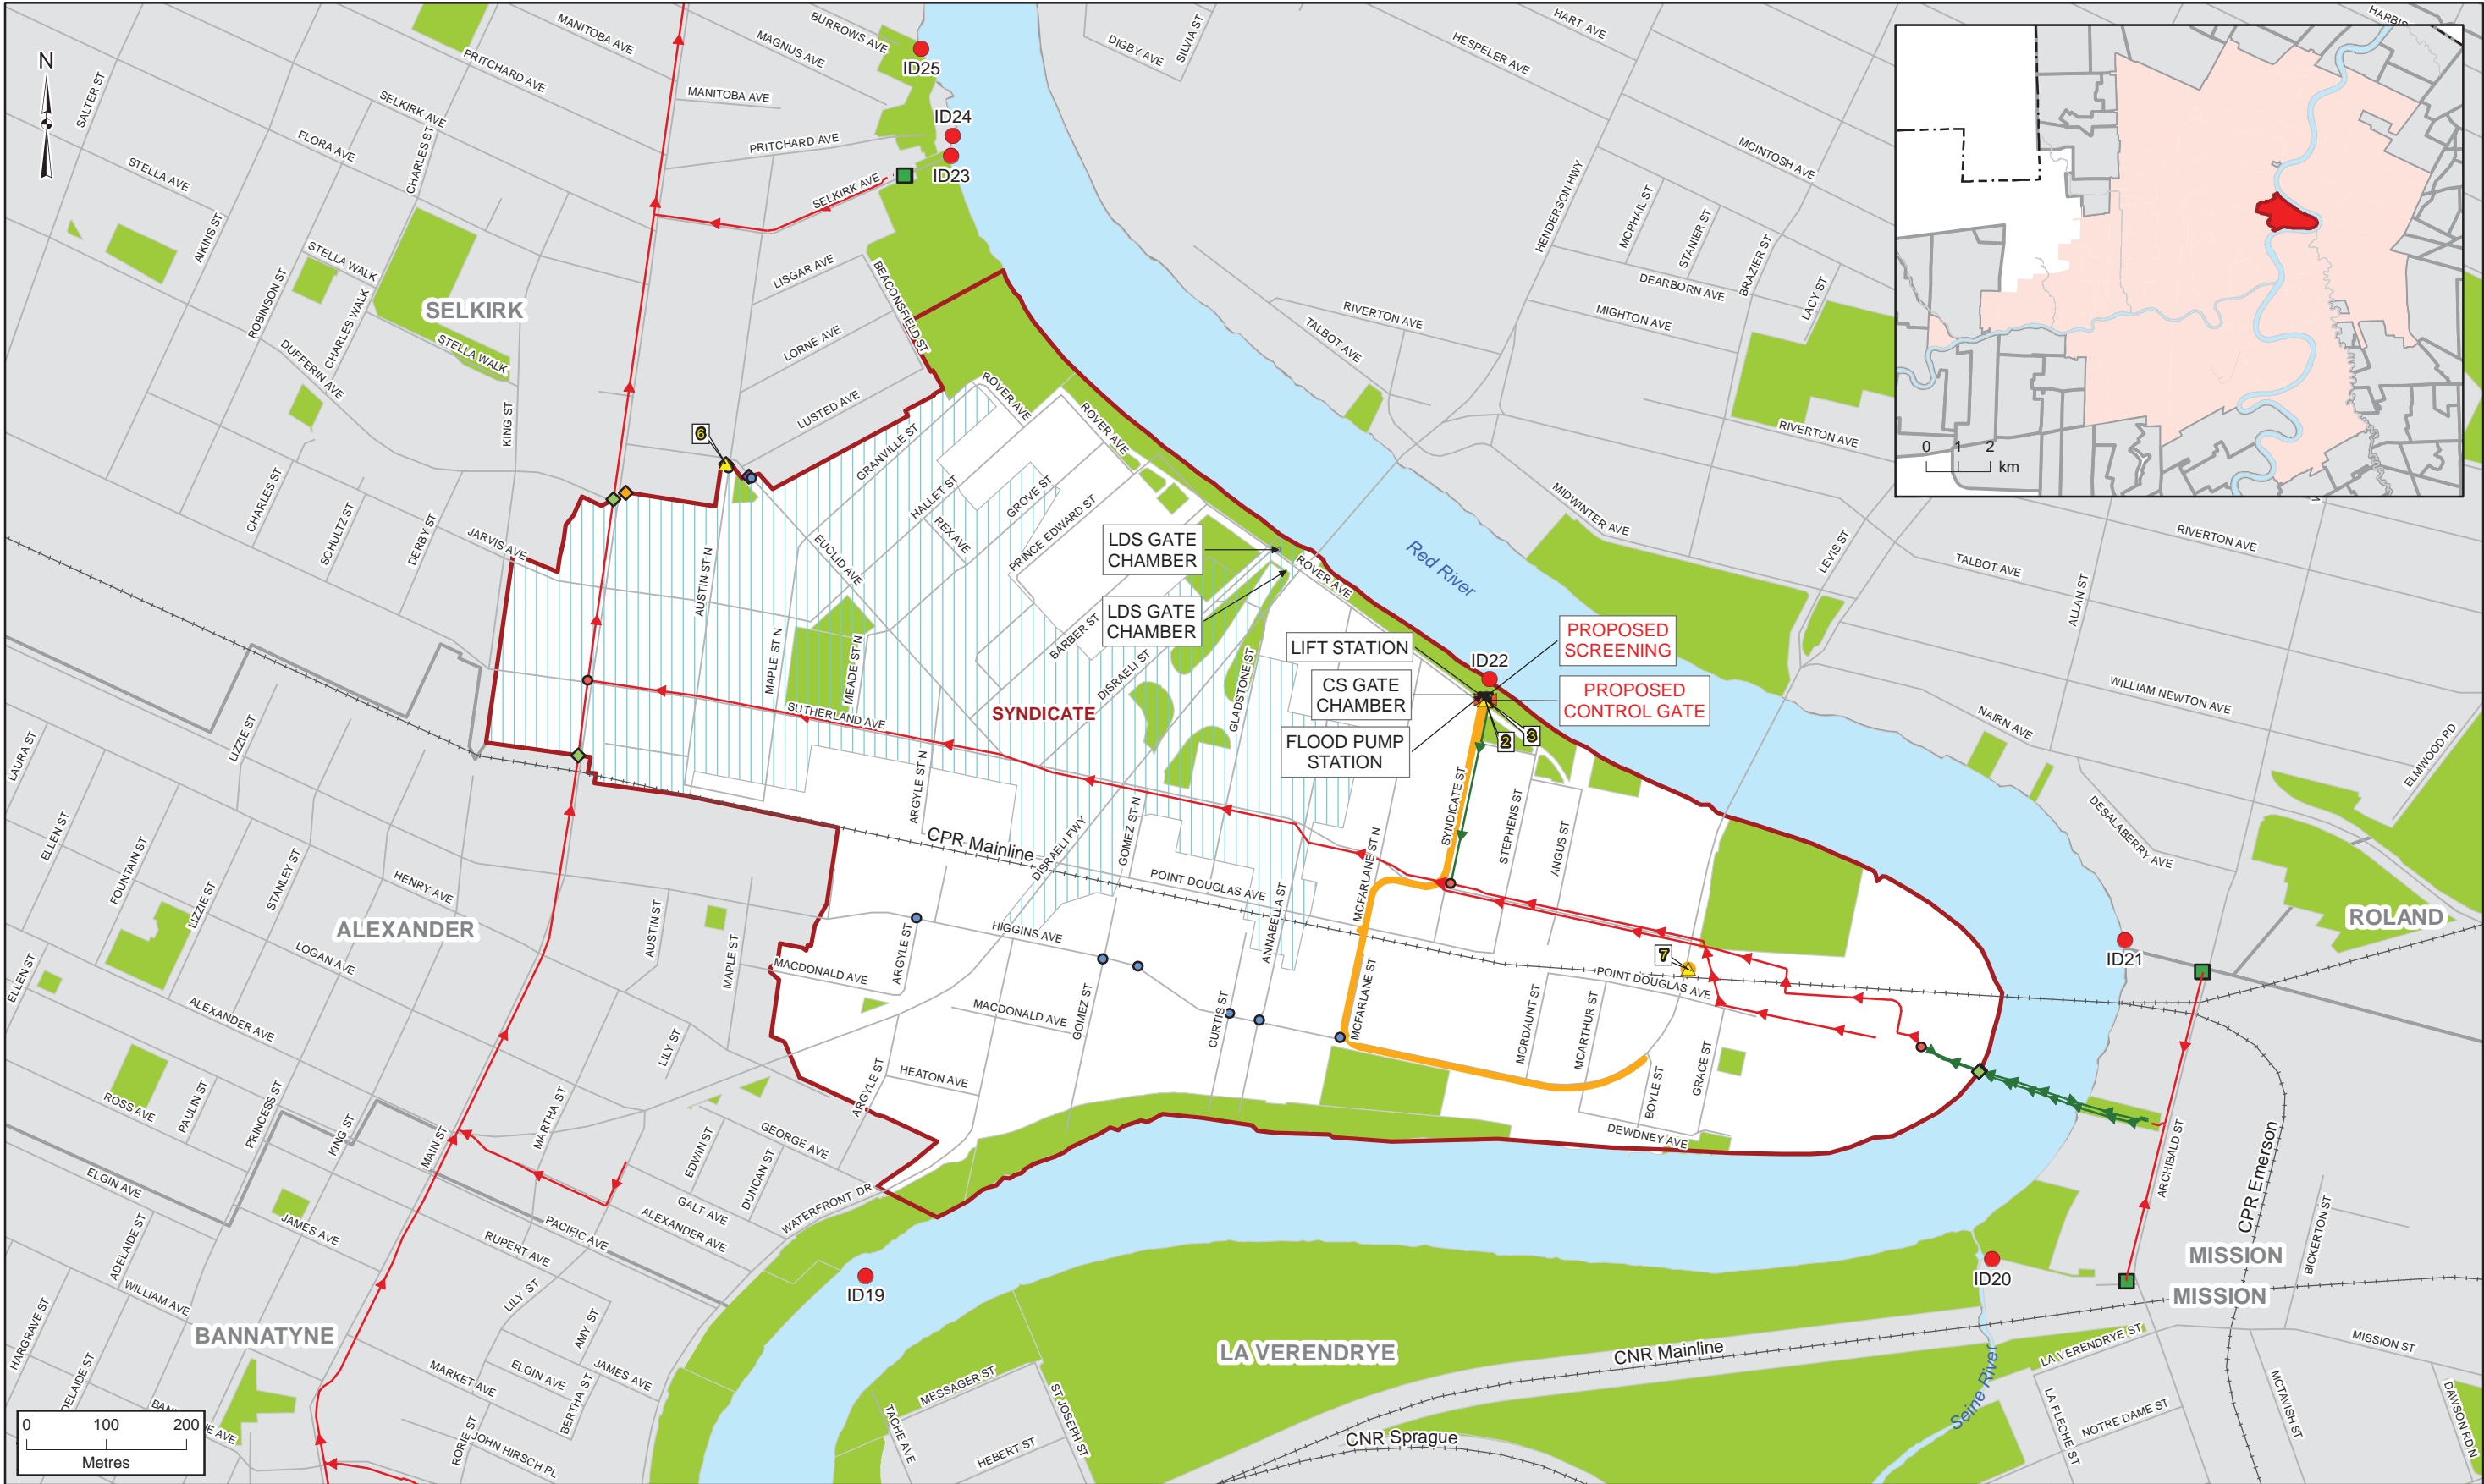 MANITOBA AVE
BURROWS AVE
MAGNUS AVE
ID25
DIGBY AVE
SILVIA ST
HART AVE
HESPELER AVE
N
SALTER ST
PRITCHARD AVE
SELKIRK AVE
MANITOBA AVE
ID24
PRITCHARD AVE
ID23
FLORA AVE
CHARLES ST
STELLA AVE
SELKIRK AVE
MCINTOSH AVE
HENDERSON HWY
MCPHAIL ST
STANIER ST
BRAZIER ST
AIKINS ST
STELLA WALK
LISGAR AVE
BEACONSFIELD ST
DEARBORN AVE
LACY ST
ROBINSON ST
CHARLES WALK
SELKIRK
RIVERTON AVE
MIGHTON AVE
TALBOT AVE
DUFFERIN AVE
STELLA WALK
LORNE AVE
KING ST
LUSTED AVE
ROVER AVE
ROVER AVE
RIVERTON AVE
0 1 2
km
6
GRANVILLE ST
CHARLES ST
SCHULTZ ST
DERBY ST
JARVIS AVE
HALLET ST
GROVE ST
REX AVE
PRINCE EDWARD ST
MIDWINTER AVE
RIVERTON AVE
TALBOT AVE
LEVIS ST
ALLAN ST
AUSTIN ST N
EUCLID AVE
LDS GATE
CHAMBER
Red River
ROVER AVE
LDS GATE
CHAMBER
BARBER ST
MAPLE ST N
MEADE ST N
DISRAELI ST
GLADSTONE ST
LIFT STATION
ID22
PROPOSED
SCREENING
CS GATE
CHAMBER
PROPOSED
CONTROL GATE
SYNDICATE
SUTHERLAND AVE
FLOOD PUMP
STATION
2
3
WILLIAM NEWTON AVE
NAIRN AVE
ELMWOOD RD
DESALABERRY AVE
LAURA ST
LIZZIE ST
ELLEN ST
FOUNTAIN ST
LIZZIE ST
STANLEY ST
HENRY AVE
ARGYLE ST N
CPR Mainline
DISRAELI FWY
GOMEZ ST N
POINT DOUGLAS AVE
ANNABELLA ST
MCFARLANE ST N
SYNDICATE ST
STEPHENS ST
ANGUS ST
ROLAND
ALEXANDER
AUSTIN ST
MAPLE ST
ARGYLE ST
HIGGINS AVE
MACDONALD AVE
7
POINT DOUGLAS AVE
ID21
LOGAN AVE
ELLEN ST
ALEXANDER AVE
MACDONALD AVE
GOMEZ ST
CURTIS ST
MCFARLANE ST
MORDAUNT ST
MCARTHUR ST
GRACE ST
BOYLE ST
LILY ST
HEATON AVE
ARGYLE ST
ROSS AVE
PAULIN ST
PRINCESS ST
KING ST
MAIN ST
MARTHA ST
EDWIN ST
GEORGE AVE
DUNCAN ST
DEWDNEY AVE
ARCHIBALD ST
CPR Emerson
ELGIN AVE
GALT AVE
ALEXANDER AVE
WATERFRONT DR
PACIFIC AVE
RUPERT AVE
JAMES AVE
ADELAIDE ST
WILLIAM AVE
LILY ST
ID19
ID20
MISSION
MISSION
BICKERTON ST
BANNATYNE
HARGRAVE ST
AMY ST
LA VERENDRYE
CNR Mainline
LA VERENDRYE ST
MISSION ST
MARKET AVE
ELGIN AVE
JAMES AVE
BERTHA ST
MESSAGER ST
ST JOSEPH ST
TACHE AVE
HEBERT ST
CNR Sprague
Seine River
LA FLECHE ST
NOTRE DAME ST
MCTAVISH ST
DAWSON RD N
RORIE ST
JOHN HIRSCH PL
0 100 200
Metres